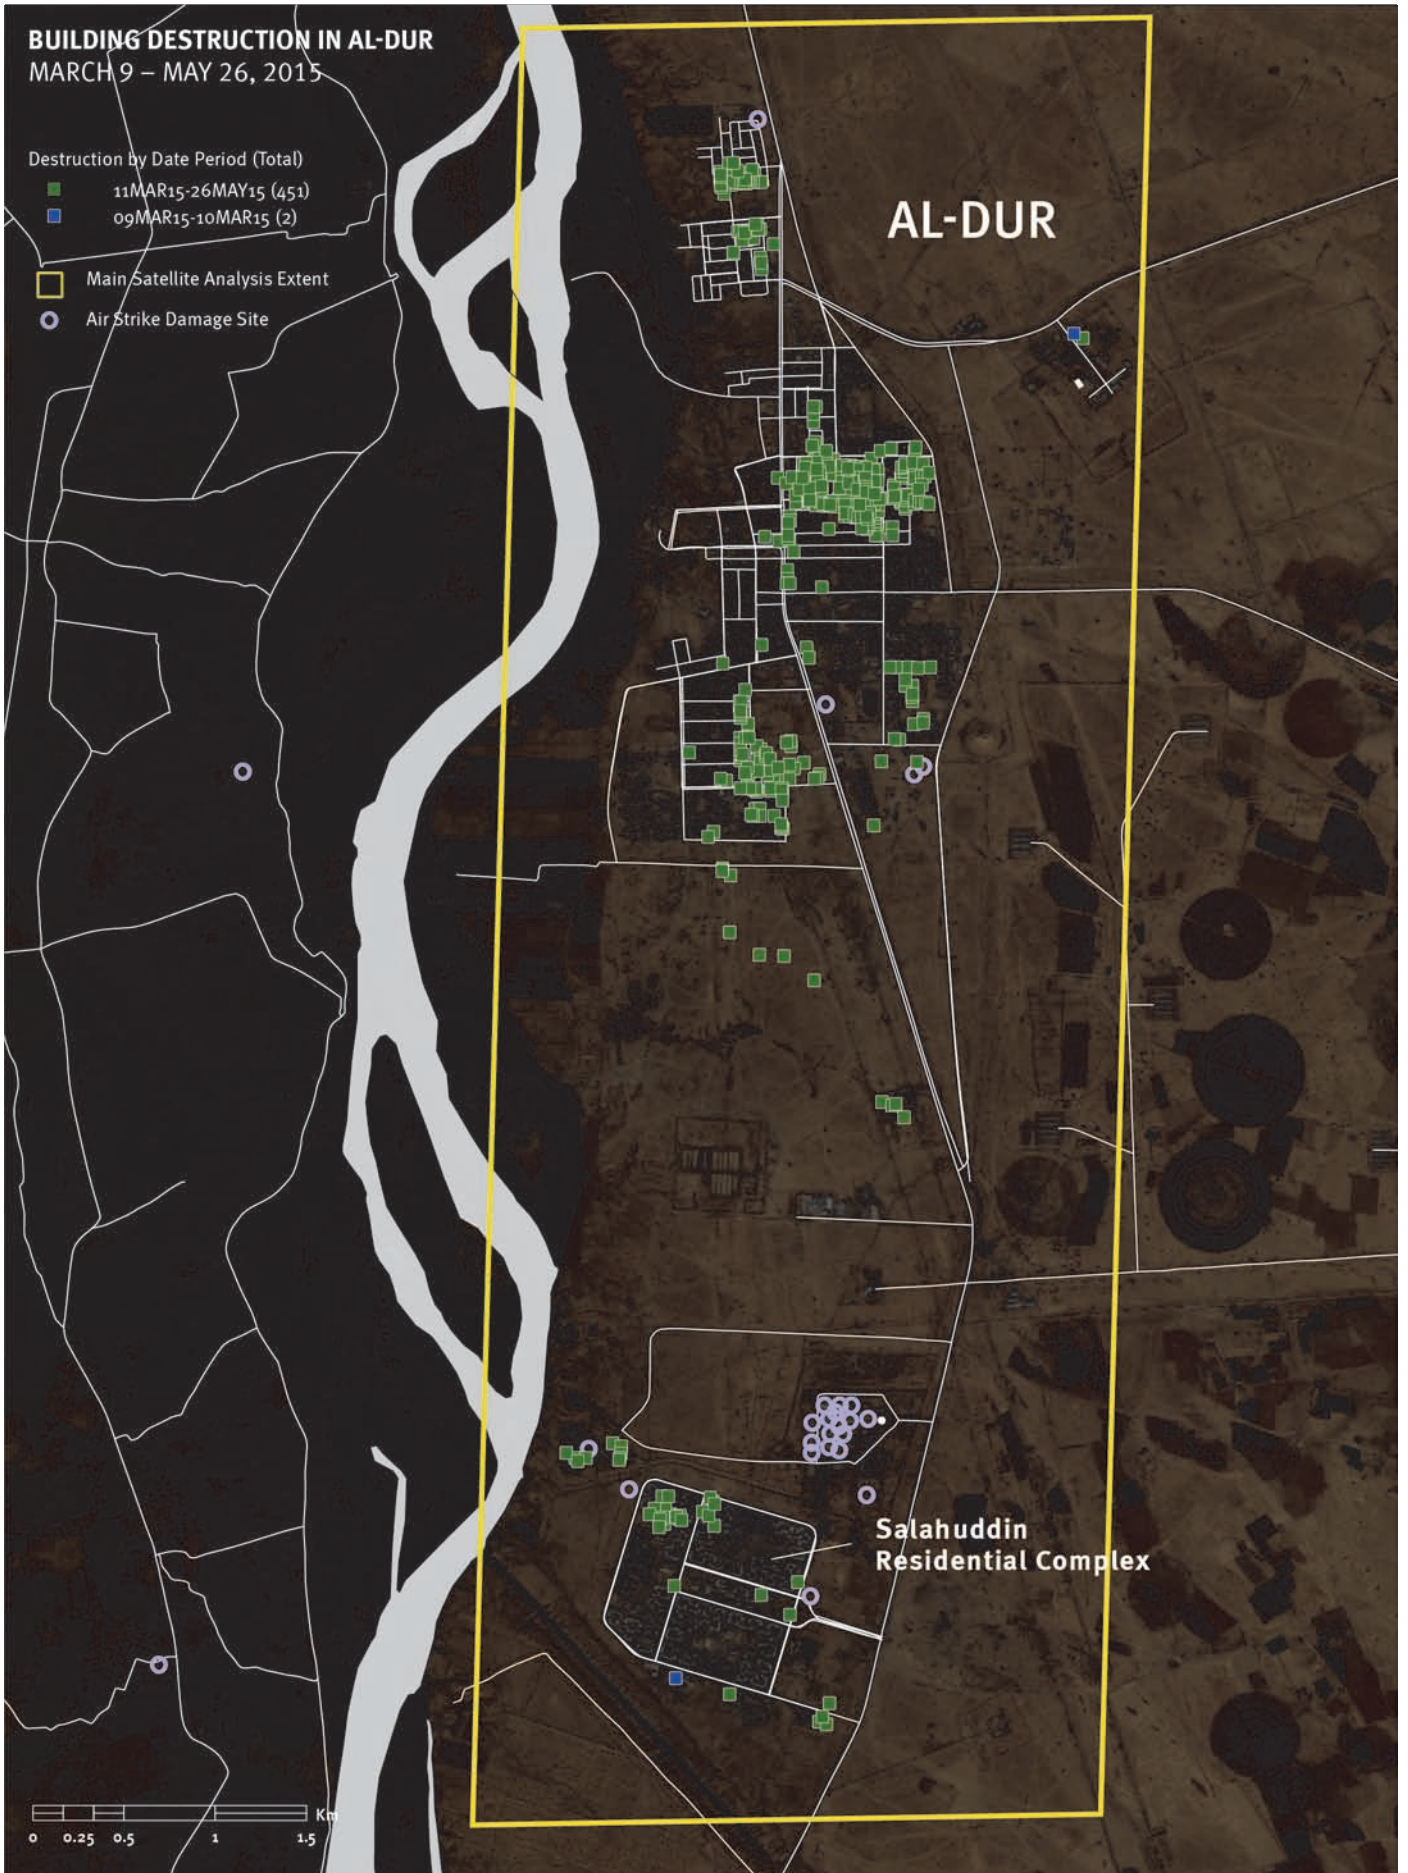 BUILDING DESTRUCTION IN AL-DUR
MARCH 9 – MAY 26, 2015
Destruction by Date Period (Total)
11MAR15-26MAY15 (451)
09MAR15-10MAR15 (2)
Main Satellite Analysis Extent
Air Strike Damage Site
AL-DUR
Salahuddin
Residential Complex
Km
0 0.25 0.5 1 1.5